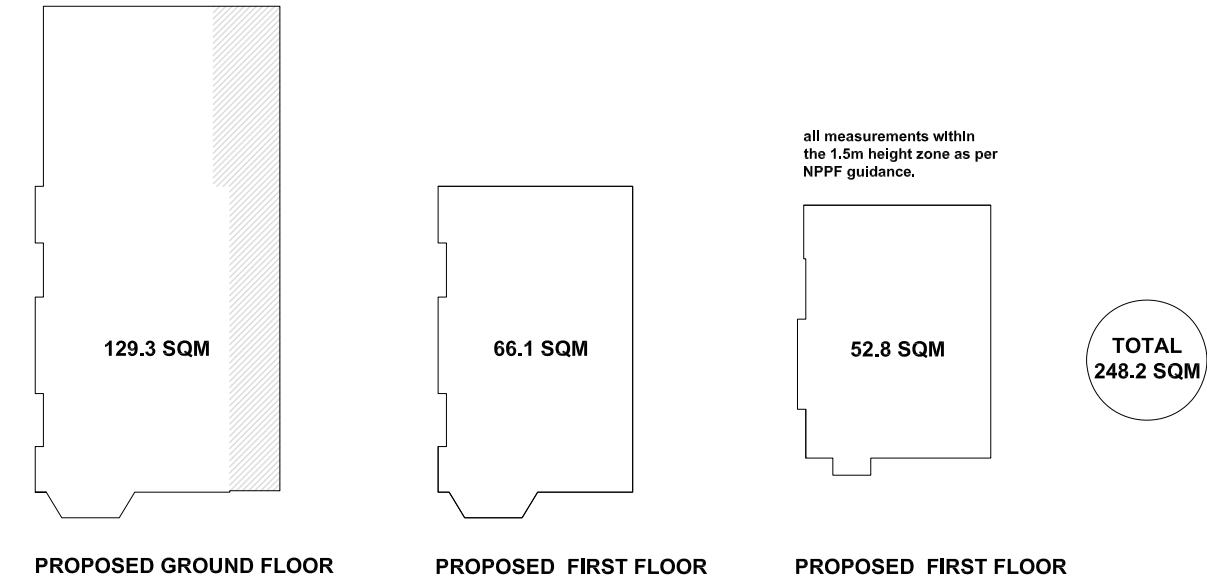 all measurements within
the 1.5m height zone as per
NPPF guidance.
129.3 SQM
66.1 SQM
52.8 SQM
TOTAL
248.2 SQM
PROPOSED GROUND FLOOR
PROPOSED FIRST FLOOR
PROPOSED FIRST FLOOR